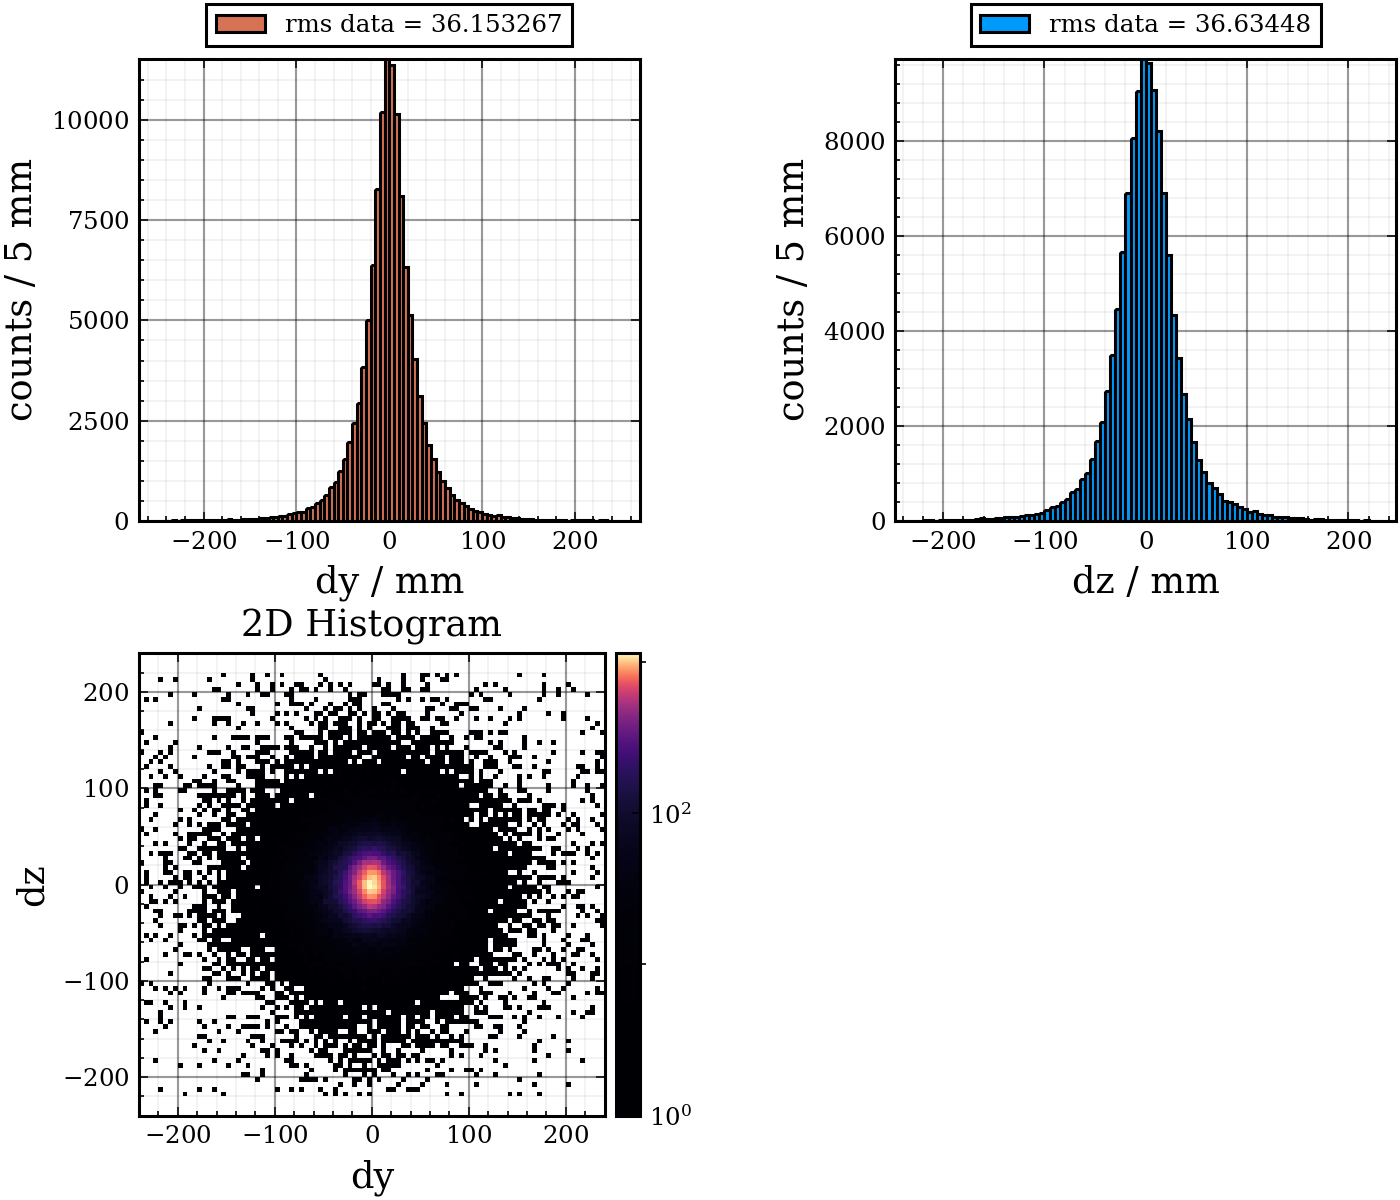 rms data = 36.153267
counts / 5 mm
10000
7500
5000
2500
0
−200 −100 0 100 200
dy / mm
rms data = 36.63448
counts / 5 mm
8000
6000
4000
2000
0
−200 −100 0 100 200
dz / mm
2D Histogram
dz
200
100
0
−100
−200
−200 −100 0 100 200
dy
10²
10⁰